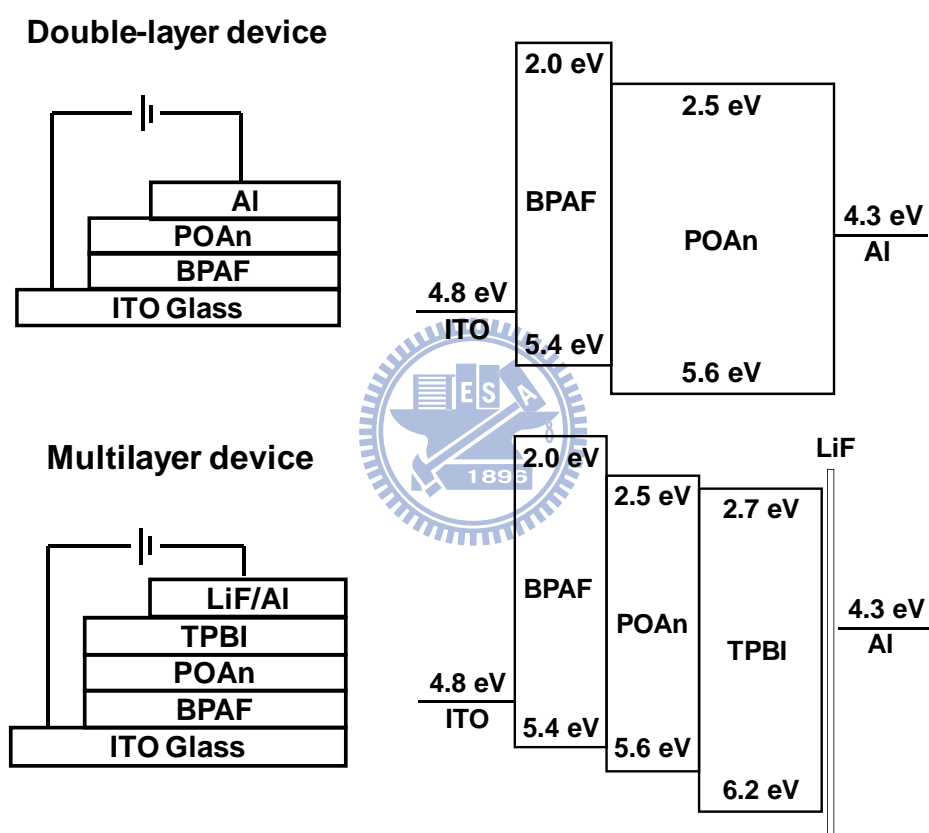 Double-layer device
Al
POAn
BPAF
ITO Glass
2.0 eV
2.5 eV
BPAF
POAn
4.3 eV
Al
4.8 eV
ITO
5.4 eV
5.6 eV
E S A
1896
Multilayer device
LiF/Al
TPBI
POAn
BPAF
ITO Glass
LiF
2.0 eV
2.5 eV
2.7 eV
BPAF
POAn
TPBI
4.3 eV
Al
4.8 eV
ITO
5.4 eV
5.6 eV
6.2 eV